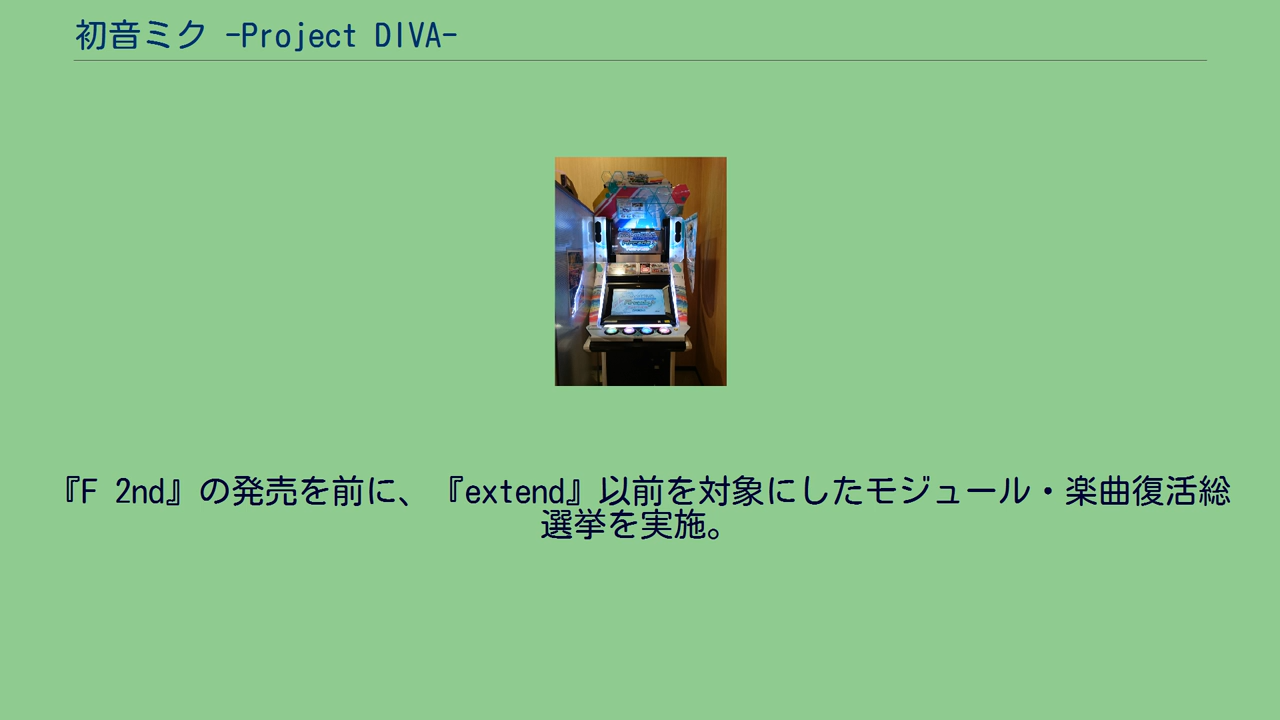 初音ミク -Project DIVA-
『F 2nd』の発売を前に、『extend』以前を対象にしたモジュール・楽曲復活総
選挙を実施。